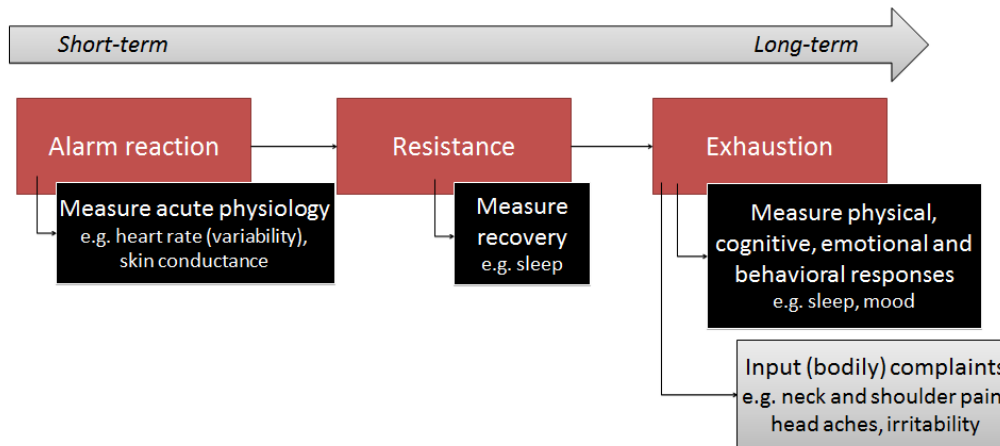 Short-term
Long-term
Alarm reaction
Resistance
Exhaustion
Measure acute physiology
e.g. heart rate (variability),
skin conductance
Measure
recovery
e.g. sleep
Measure physical,
cognitive, emotional and
behavioral responses
e.g. sleep, mood
Input (bodily) complaints
e.g. neck and shoulder pain
head aches, irritability